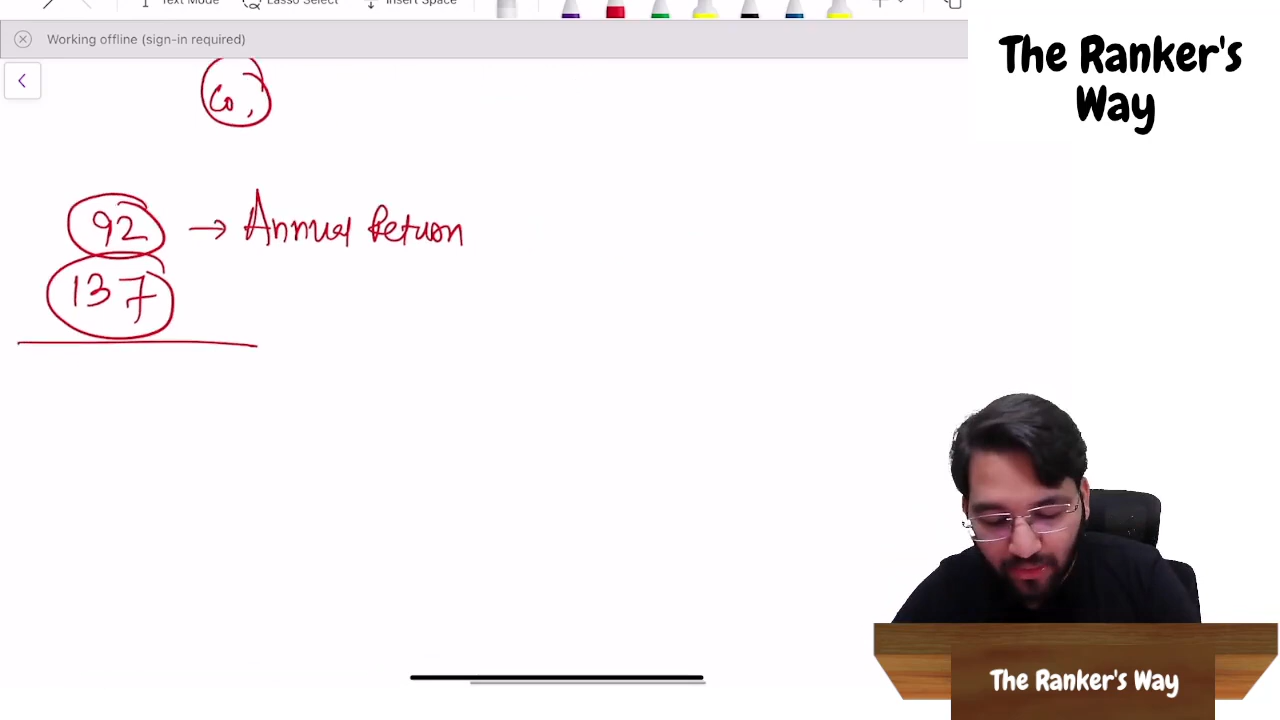 Text Mode Lasso Select Insert Space
The Ranker's
Way
Working offline (sign-in required)
Co,
92 → Annual Return
137
The Ranker's Way